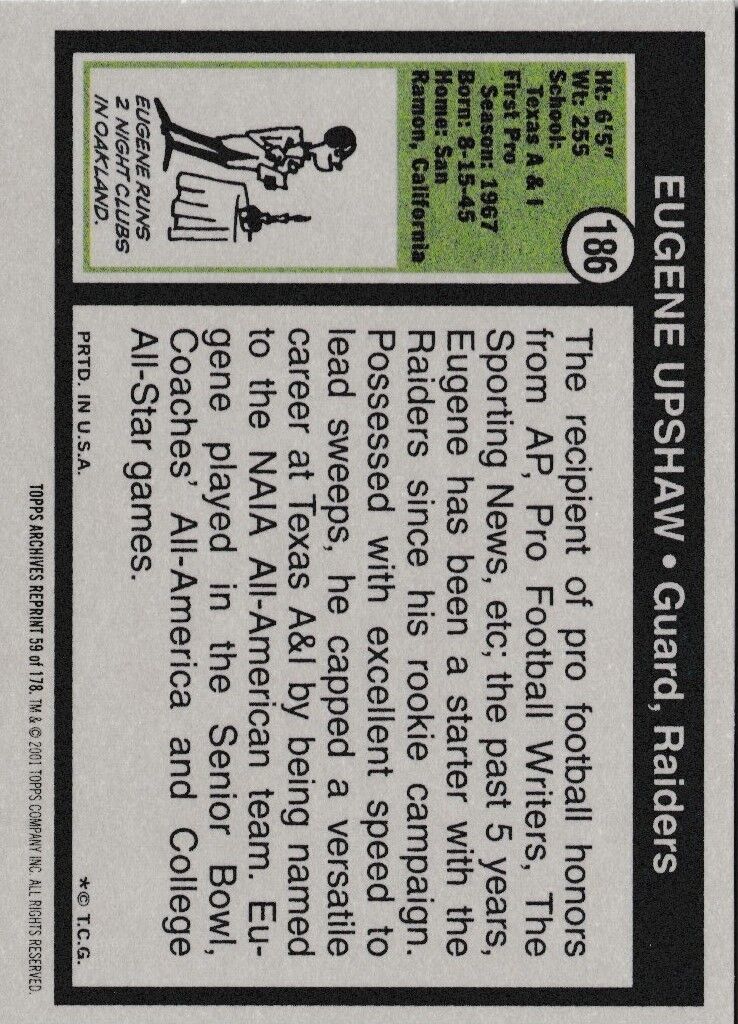 EUGENE UPSHAW • Guard, Raiders
186
Ht: 6'5"
Wt: 255
School:
Texas A & I
First Pro
Season: 1967
Born: 8-15-45
Home: San
Ramon, California
EUGENE RUNS
2 NIGHT CLUBS
IN OAKLAND.
The recipient of pro football honors
from AP, Pro Football Writers, The
Sporting News, etc; the past 5 years,
Eugene has been a starter with the
Raiders since his rookie campaign.
Possessed with excellent speed to
lead sweeps, he capped a versatile
career at Texas A&I by being named
to the NAIA All-American team. Eu-
gene played in the Senior Bowl,
Coaches' All-America and College
All-Star games.
PRTD. IN U.S.A.
*© T.C.G.
TOPPS ARCHIVES REPRINT 59 of 178. TM & © 2001 TOPPS COMPANY INC. ALL RIGHTS RESERVED.